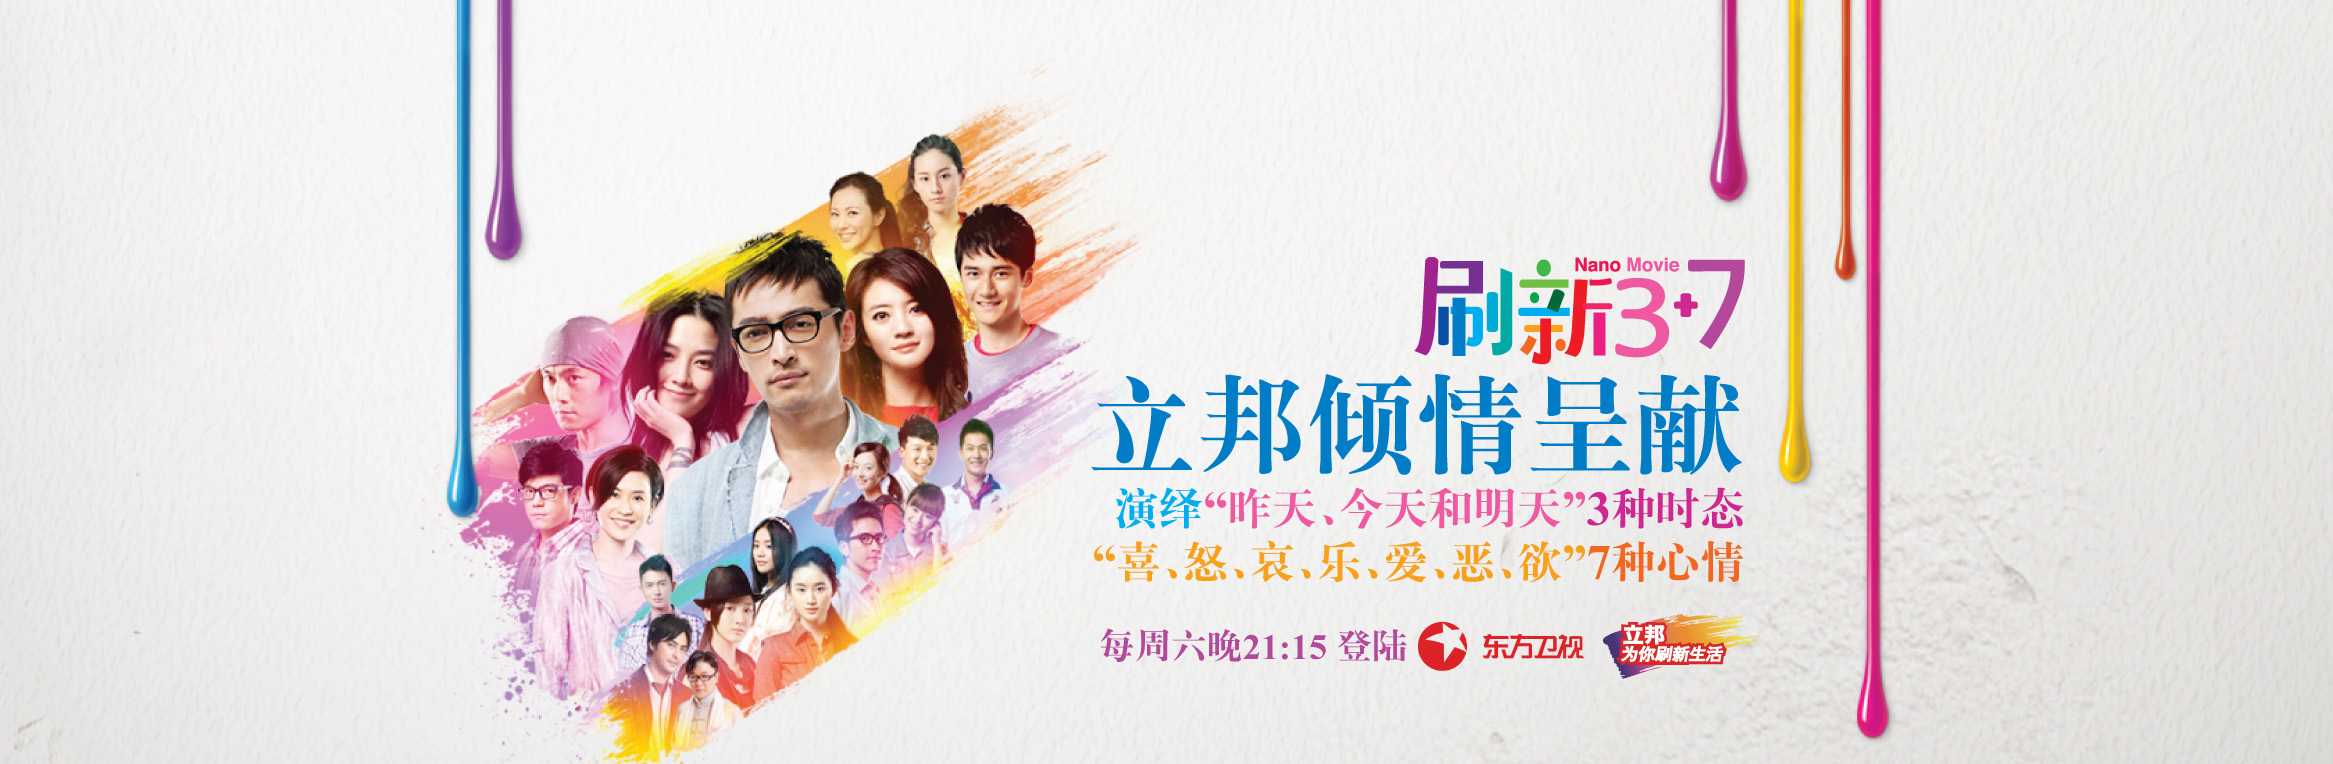 Nano Movie
刷新3+7
立邦倾情呈献
演绎“昨天、今天和明天”3种时态
“喜、怒、哀、乐、爱、恶、欲”7种心情
每周六晚21:15 登陆 东方卫视
立邦
为你刷新生活